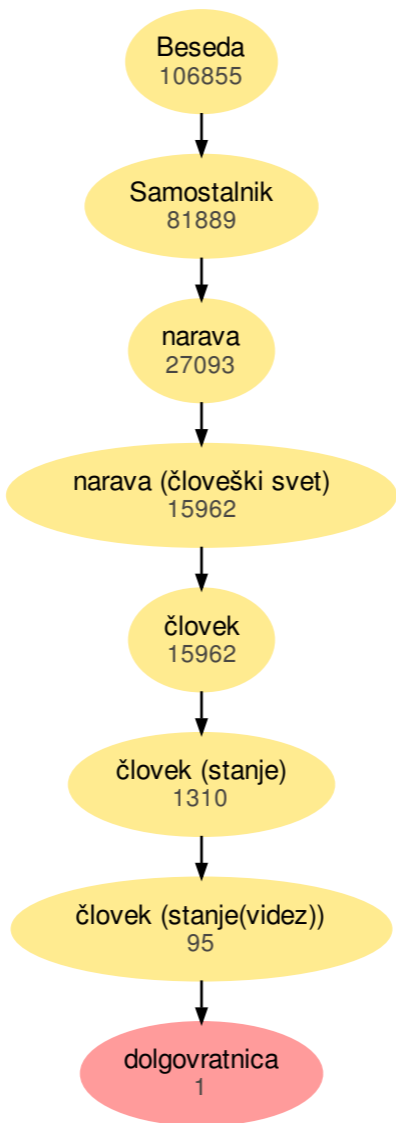 Beseda
106855
Samostalnik
81889
narava
27093
narava (človeški svet)
15962
človek
15962
človek (stanje)
1310
človek (stanje(videz))
95
dolgovratnica
1